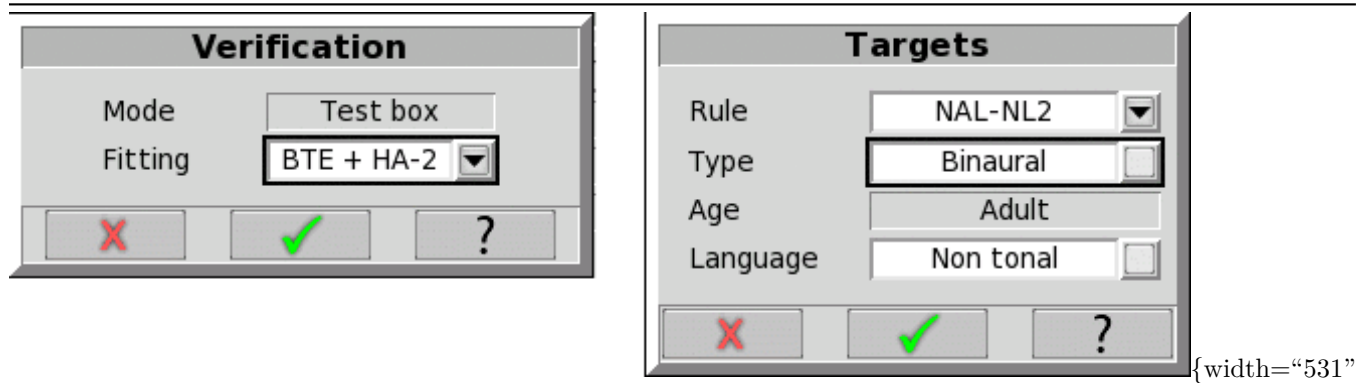 Verification
Mode Test box
Fitting BTE + HA-2
?
Targets
Rule NAL-NL2
Type Binaural
Age Adult
Language Non tonal
?
{width=“531”